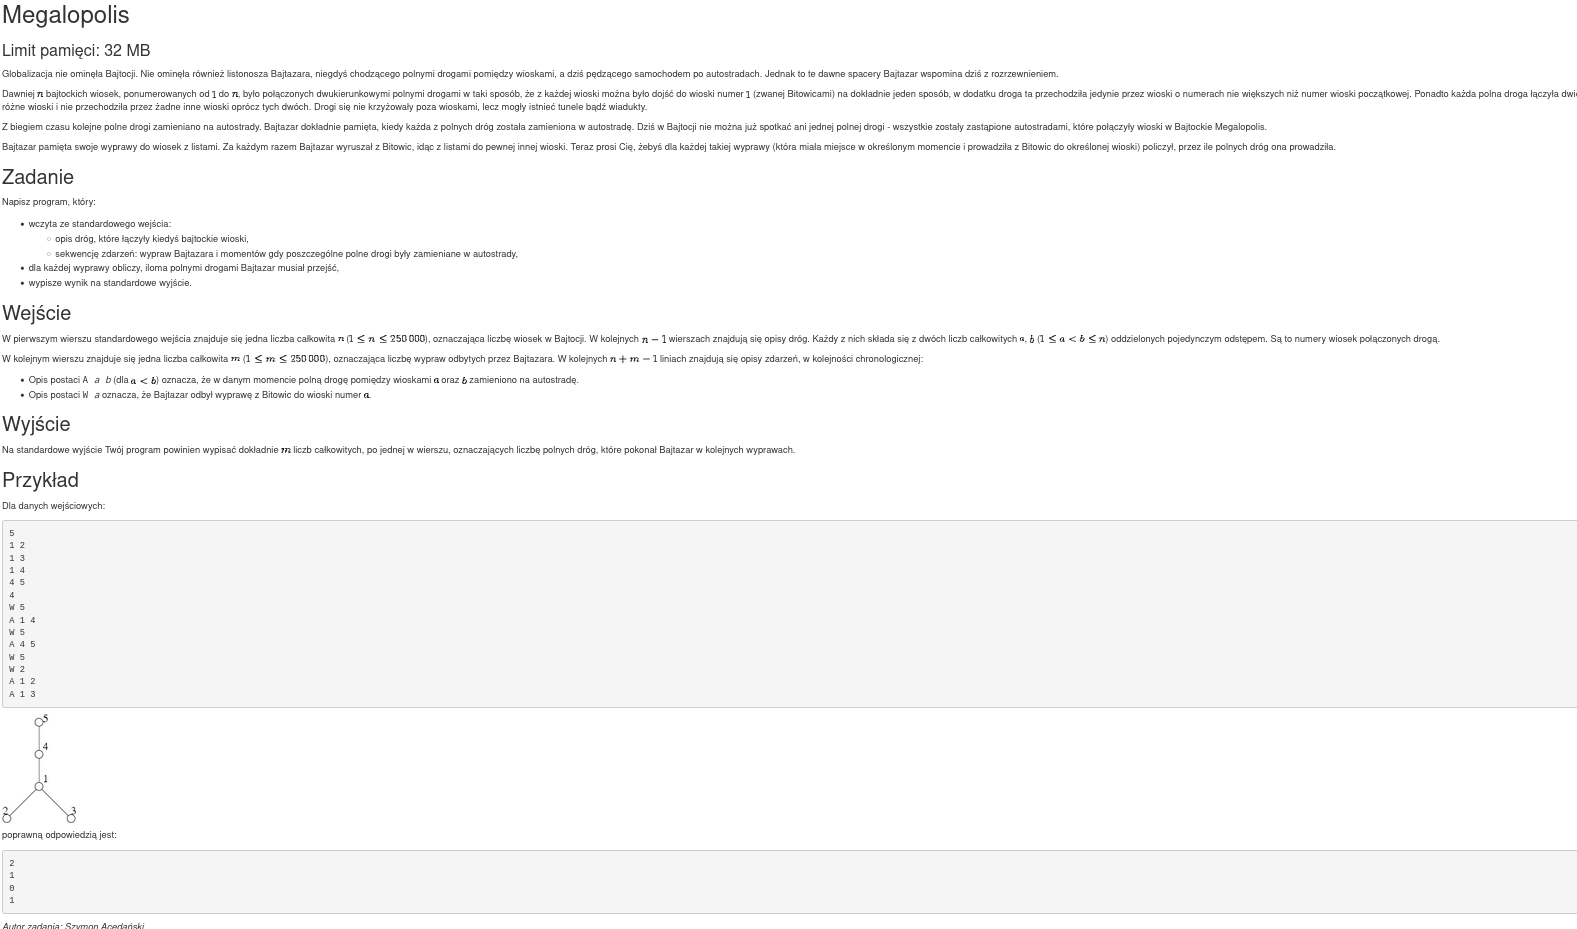 Megalopolis
Limit pamięci: 32 MB
Globalizacja nie ominęła Bajtocji. Nie ominęła również listonosza Bajtazara, niegdyś chodzącego polnymi drogami pomiędzy wioskami, a dziś pędzącego samochodem po autostradach. Jednak to te dawne spacery Bajtazar wspomina dziś z rozrzewnieniem.
Dawniej n bajtockich wiosek, ponumerowanych od 1 do n, było połączonych dwukierunkowymi polnymi drogami w taki sposób, że z każdej wioski można było dojść do wioski numer 1 (zwanej Bitowicami) na dokładnie jeden sposób, w dodatku droga ta przechodziła jedynie przez wioski o numerach nie większych niż numer wioski początkowej. Ponadto każda polna droga łączyła
różne wioski i nie przechodziła przez żadne inne wioski oprócz tych dwóch. Drogi się nie krzyżowały poza wioskami, lecz mogły istnieć tunele bądź wiadukty.
Z biegiem czasu kolejne polne drogi zamieniano na autostrady. Bajtazar dokładnie pamięta, kiedy każda z polnych dróg została zamieniona w autostradę. Dziś w Bajtocji nie można już spotkać ani jednej polnej drogi - wszystkie zostały zastąpione autostradami, które połączyły wioski w Bajtockie Megalopolis.
Bajtazar pamięta swoje wyprawy do wiosek z listami. Za każdym razem Bajtazar wyruszał z Bitowic, idąc z listami do pewnej innej wioski. Teraz prosi Cię, żebyś dla każdej takiej wyprawy (która miała miejsce w określonym momencie i prowadziła z Bitowic do określonej wioski) policzył, przez ile polnych dróg ona prowadziła.
Zadanie
Napisz program, który:
• wczyta ze standardowego wejścia:
○ opis dróg, które łączyły kiedyś bajtockie wioski,
○ sekwencję zdarzeń: wypraw Bajtazara i momentów gdy poszczególne polne drogi były zamieniane w autostrady,
• dla każdej wyprawy obliczy, iloma polnymi drogami Bajtazar musiał przejść,
• wypisze wynik na standardowe wyjście.
Wejście
W pierwszym wierszu standardowego wejścia znajduje się jedna liczba całkowita n (1 ≤ n ≤ 250 000), oznaczająca liczbę wiosek w Bajtocji. W kolejnych n − 1 wierszach znajdują się opisy dróg. Każdy z nich składa się z dwóch liczb całkowitych a, b (1 ≤ a < b ≤ n) oddzielonych pojedynczym odstępem. Są to numery wiosek połączonych drogą.
W kolejnym wierszu znajduje się jedna liczba całkowita m (1 ≤ m ≤ 250 000), oznaczająca liczbę wypraw odbytych przez Bajtazara. W kolejnych n + m − 1 liniach znajdują się opisy zdarzeń, w kolejności chronologicznej:
• Opis postaci A a b (dla a < b) oznacza, że w danym momencie polną drogę pomiędzy wioskami a oraz b zamieniono na autostradę.
• Opis postaci W a oznacza, że Bajtazar odbył wyprawę z Bitowic do wioski numer a.
Wyjście
Na standardowe wyjście Twój program powinien wypisać dokładnie m liczb całkowitych, po jednej w wierszu, oznaczających liczbę polnych dróg, które pokonał Bajtazar w kolejnych wyprawach.
Przykład
Dla danych wejściowych:
5
1 2
1 3
1 4
4 5
4
W 5
A 1 4
W 5
A 4 5
W 5
W 2
A 1 2
A 1 3
5
4
1
2 3
poprawną odpowiedzią jest:
2
1
0
1
Autor zadania: Szymon Acedański